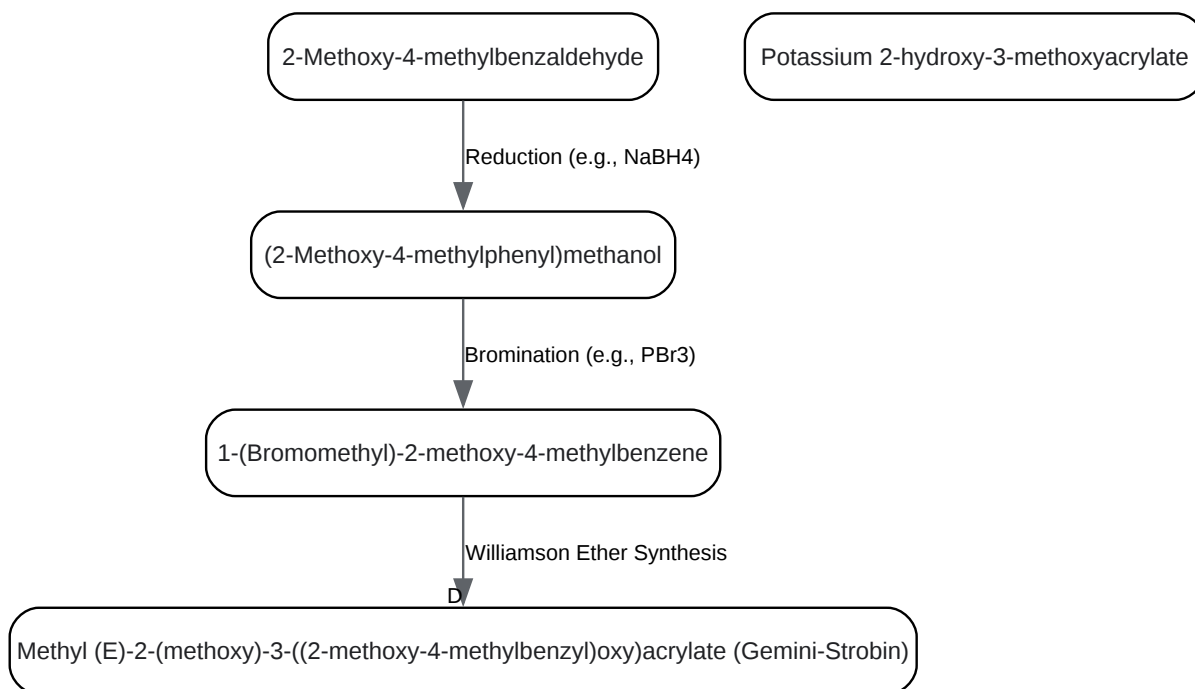 2-Methoxy-4-methylbenzaldehyde
Potassium 2-hydroxy-3-methoxyacrylate
Reduction (e.g., NaBH4)
(2-Methoxy-4-methylphenyl)methanol
Bromination (e.g., PBr3)
1-(Bromomethyl)-2-methoxy-4-methylbenzene
Williamson Ether Synthesis
D
Methyl (E)-2-(methoxy)-3-((2-methoxy-4-methylbenzyl)oxy)acrylate (Gemini-Strobin)